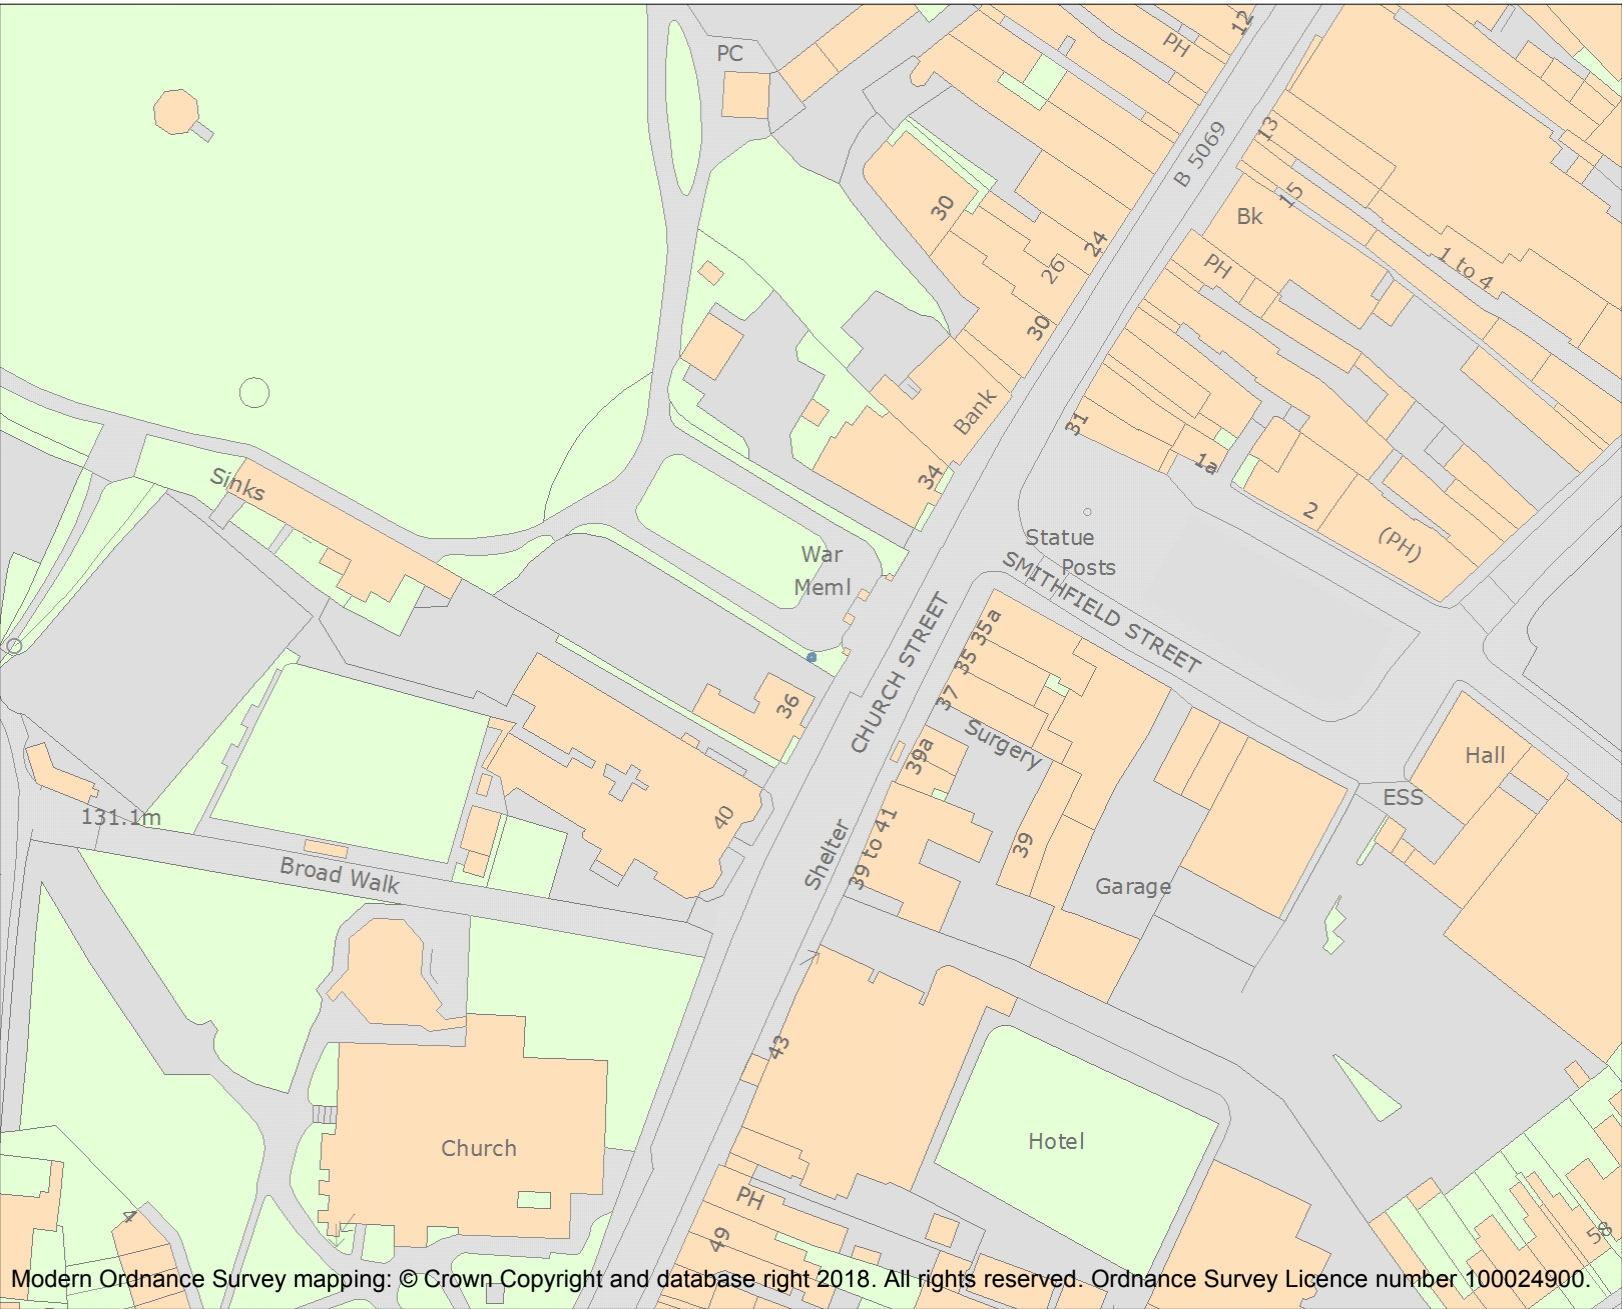 12
PC
PH
B 5069
13
15
Bk
30
24
26
PH
1 to 4
30
Bank
31
1a
34
Sinks
2
(PH)
Statue
War
Meml
Posts
SMITHFIELD STREET
CHURCH STREET
35a
35
37
36
Surgery
39a
Hall
ESS
131.1m
40
Shelter
39 to 41
39
Broad Walk
Garage
43
Church
Hotel
PH
4
49
58
Modern Ordnance Survey mapping: © Crown Copyright and database right 2018. All rights reserved. Ordnance Survey Licence number 100024900.